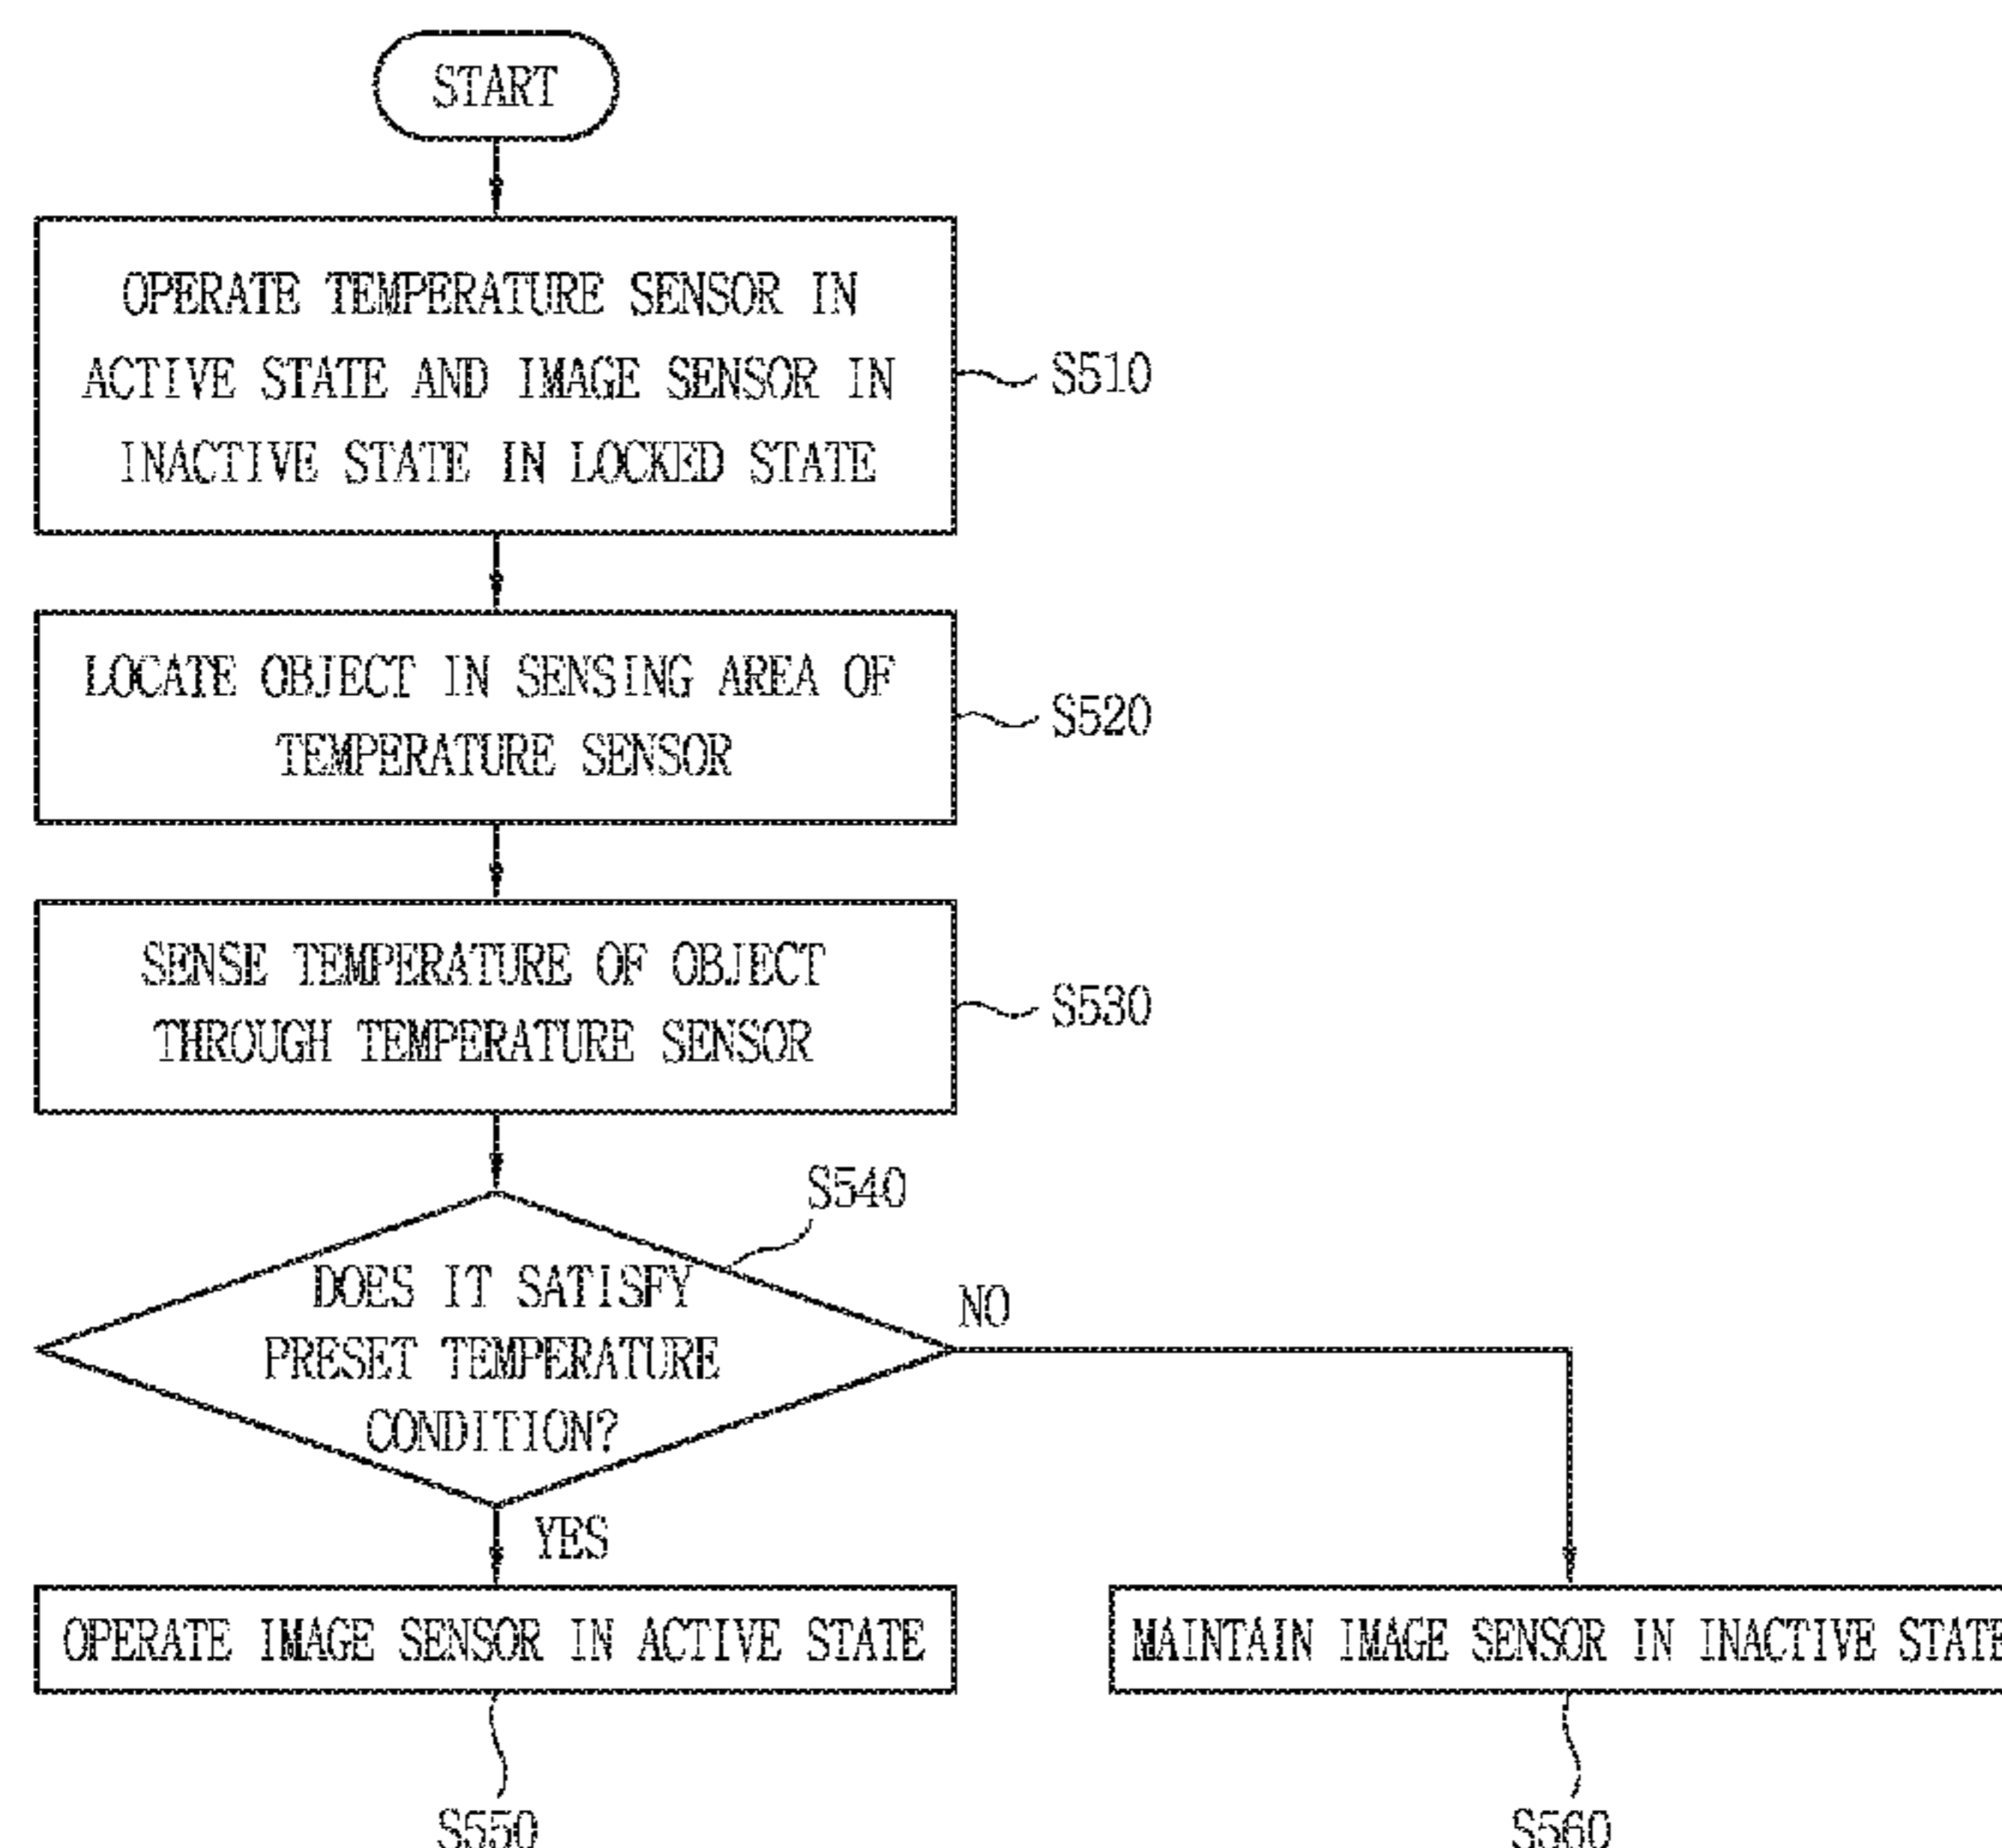 START
OPERATE TEMPERATURE SENSOR IN
ACTIVE STATE AND IMAGE SENSOR IN
INACTIVE STATE IN LOCKED STATE
S510
LOCATE OBJECT IN SENSING AREA OF
TEMPERATURE SENSOR
S520
SENSE TEMPERATURE OF OBJECT
THROUGH TEMPERATURE SENSOR
S530
S540
DOES IT SATISFY
PRESET TEMPERATURE
CONDITION?
NO
YES
OPERATE IMAGE SENSOR IN ACTIVE STATE
MAINTAIN IMAGE SENSOR IN INACTIVE STATE
S550
S560